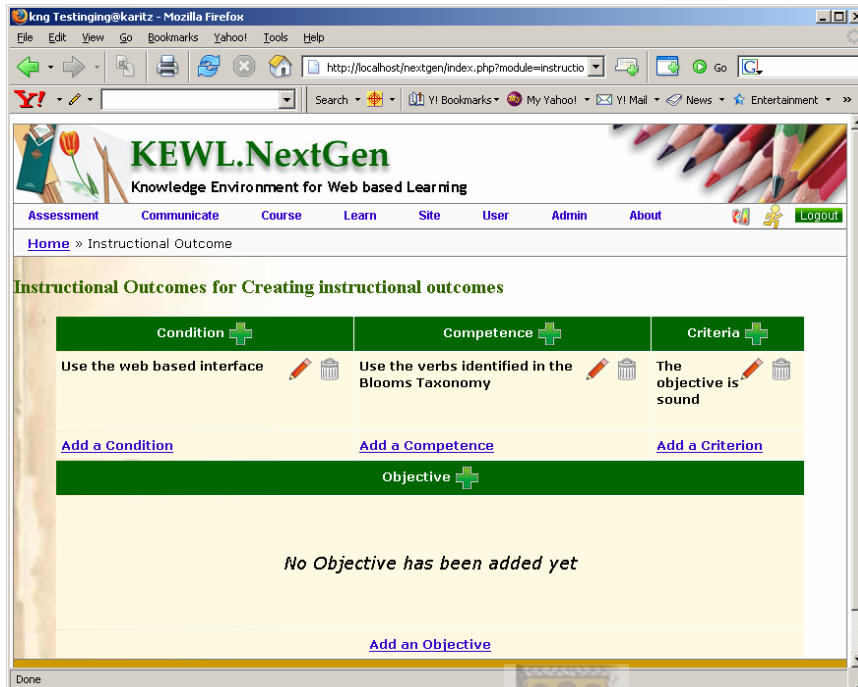 kng Testinging@karitz - Mozilla Firefox
File Edit View Go Bookmarks Yahoo! Tools Help
http://localhost/nextgen/index.php?module=instructio Go G
Y! Search Y! Bookmarks My Yahoo! Y! Mail News Entertainment »
KEWL.NextGen
Knowledge Environment for Web based Learning
Assessment Communicate Course Learn Site User Admin About Logout
Home » Instructional Outcome
Instructional Outcomes for Creating instructional outcomes
Condition Competence Criteria
Use the web based interface
Use the verbs identified in the
Blooms Taxonomy
The
objective is
sound
Add a Condition Add a Competence Add a Criterion
Objective
No Objective has been added yet
Add an Objective
Done